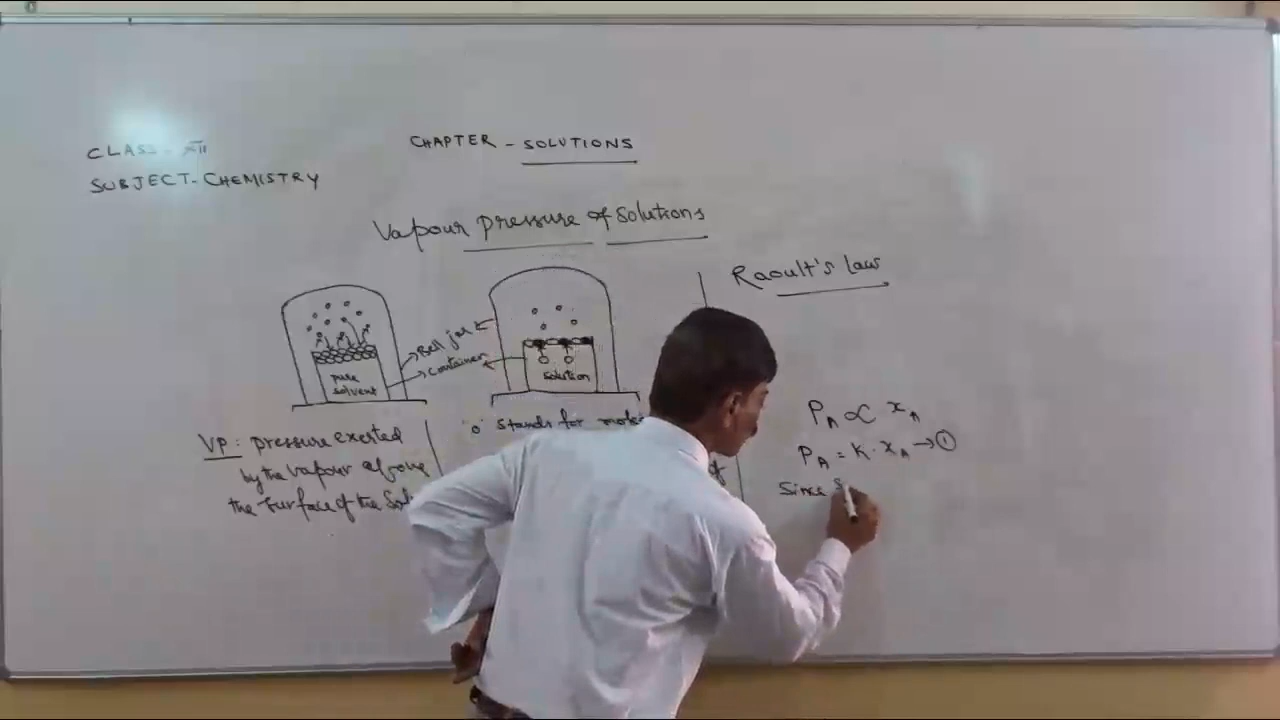 CLASS - XII
SUBJECT - CHEMISTRY
CHAPTER - SOLUTIONS
Vapour pressure of Solutions
Bell jar
Container
pure
solvent
solution
VP: pressure exerted
by the vapour above
the surface of the
'o' stands for
of
Raoult's law
P_A ∝ x_A
P_A = K · x_A → ①
Since